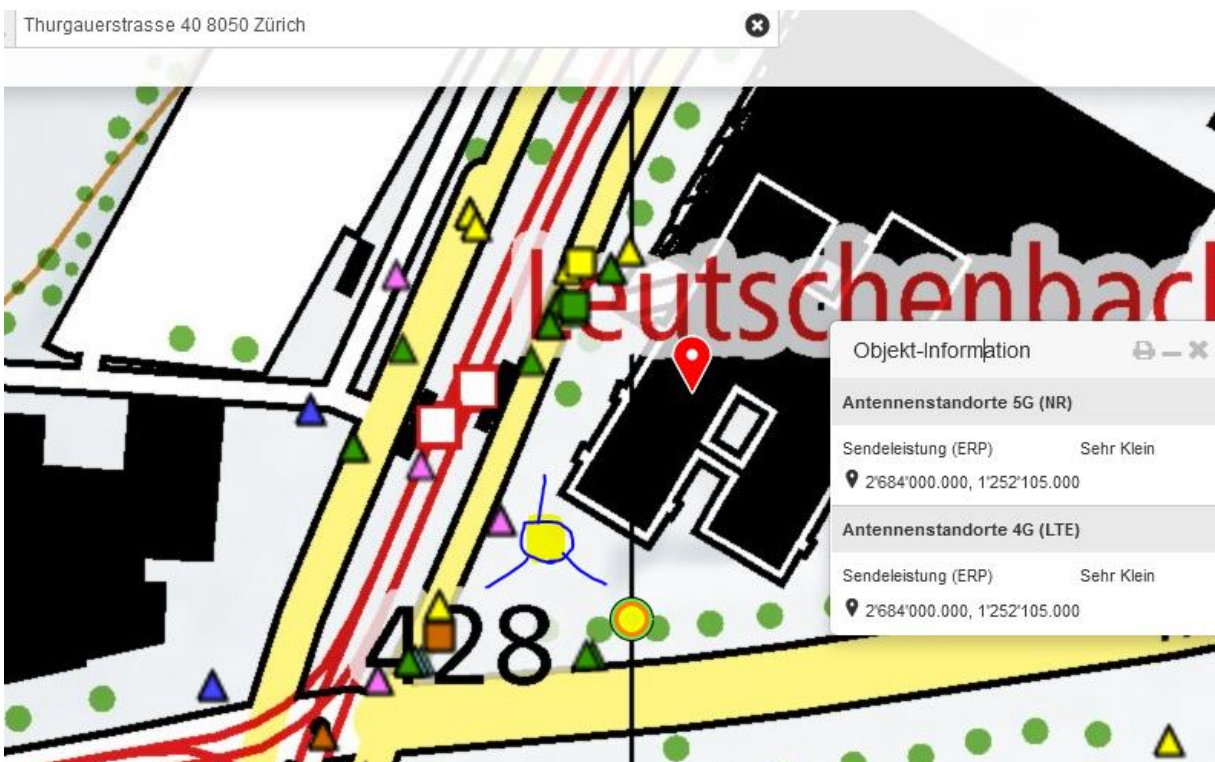 Thurgauerstrasse 40 8050 Zürich
Leutschenbach
Objekt-Information
Antennenstandorte 5G (NR)
Sendeleistung (ERP) Sehr Klein
2'684'000.000, 1'252'105.000
Antennenstandorte 4G (LTE)
Sendeleistung (ERP) Sehr Klein
2'684'000.000, 1'252'105.000
428